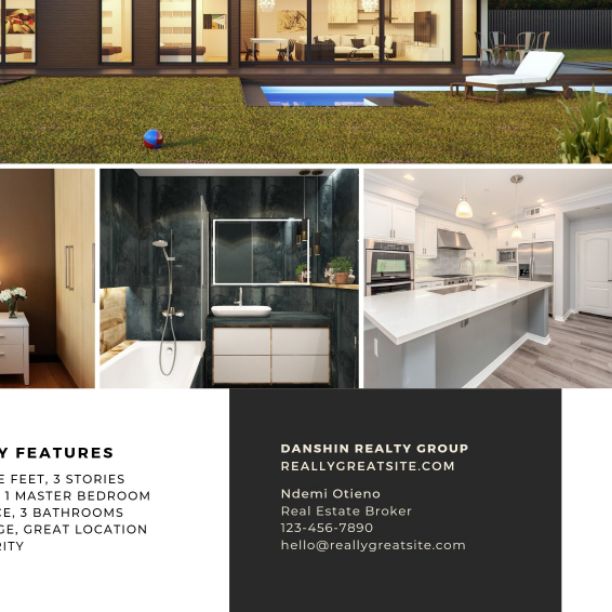 Y FEATURES
E FEET, 3 STORIES
1 MASTER BEDROOM
CE, 3 BATHROOMS
GE, GREAT LOCATION
RITY
DANSHIN REALTY GROUP
REALLYGREATSITE.COM
Ndemi Otieno
Real Estate Broker
123-456-7890
hello@reallygreatsite.com